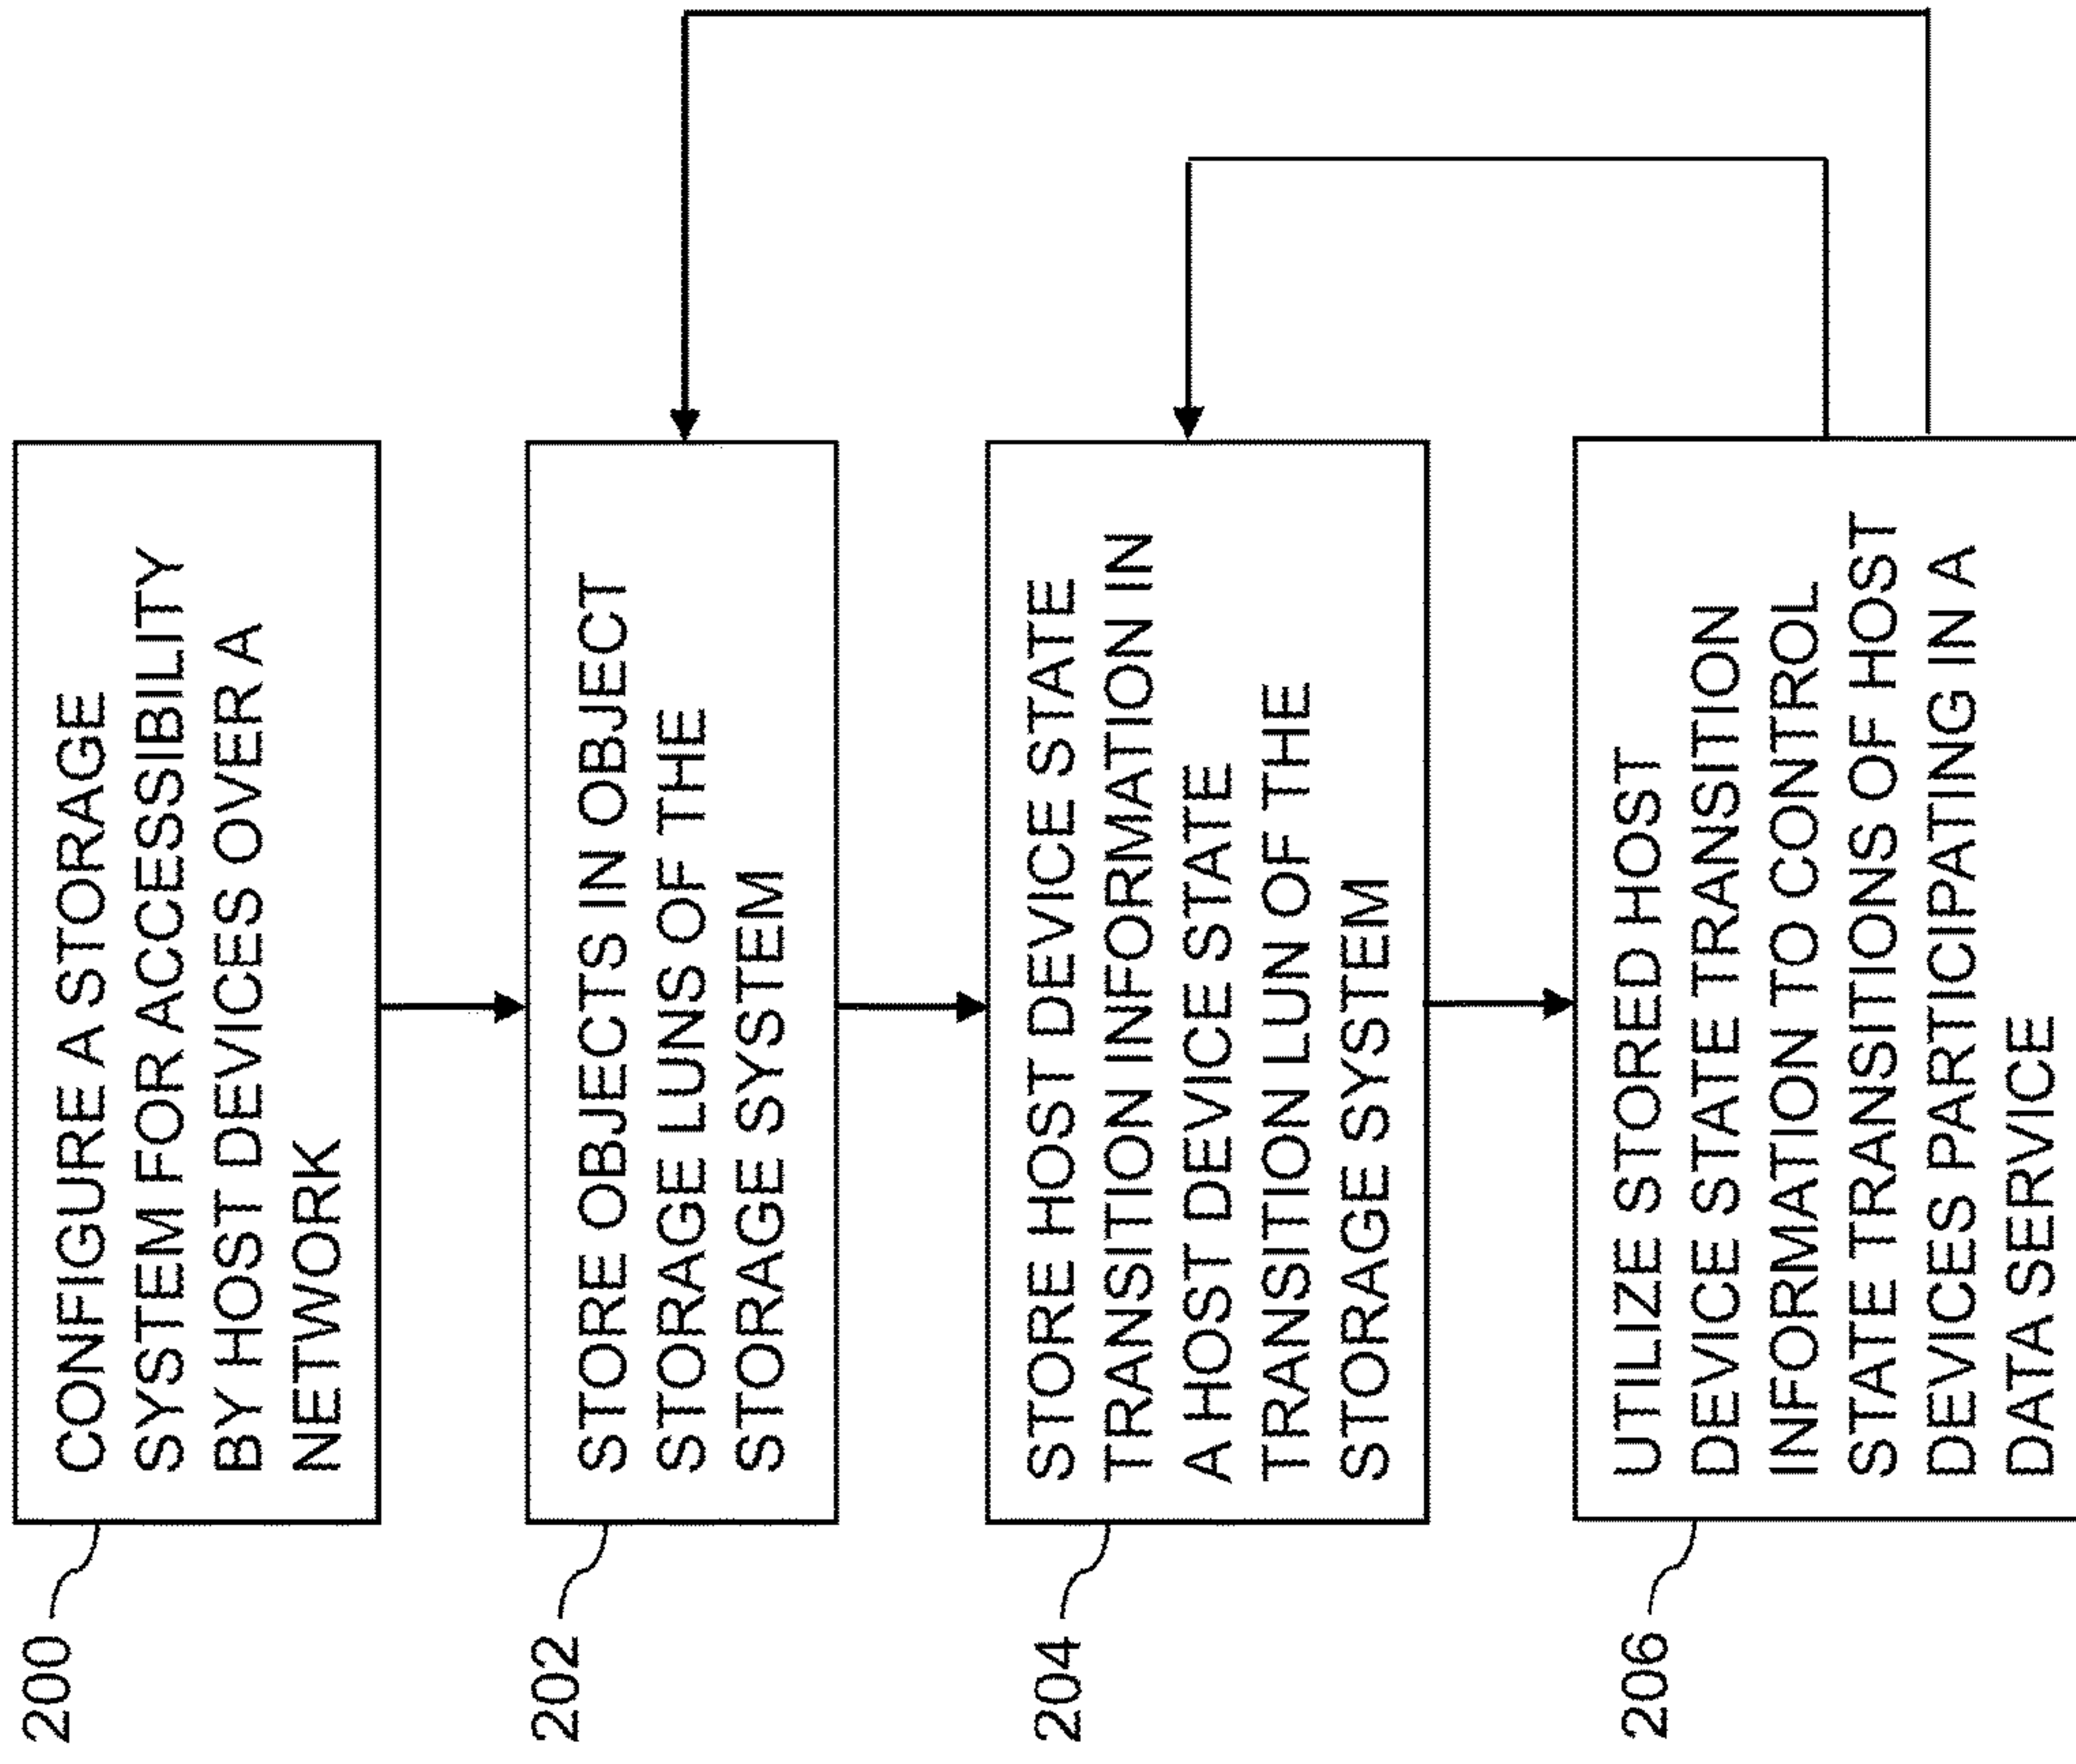 200
CONFIGURE A STORAGE
SYSTEM FOR ACCESSIBILITY
BY HOST DEVICES OVER A
NETWORK
202
STORE OBJECTS IN OBJECT
STORAGE LUNS OF THE
STORAGE SYSTEM
204
STORE HOST DEVICE STATE
TRANSITION INFORMATION IN
A HOST DEVICE STATE
TRANSITION LUN OF THE
STORAGE SYSTEM
206
UTILIZE STORED HOST
DEVICE STATE TRANSITION
INFORMATION TO CONTROL
STATE TRANSITIONS OF HOST
DEVICES PARTICIPATING IN A
DATA SERVICE